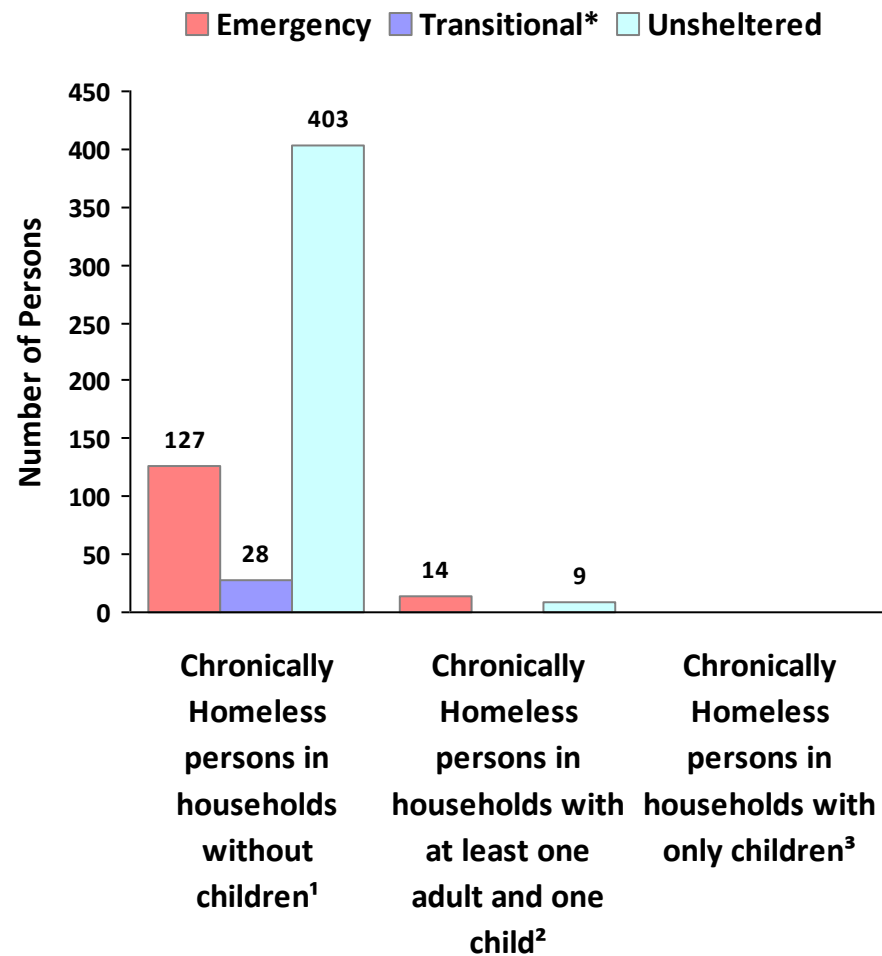 Emergency Transitional* Unsheltered
Number of Persons
450
400
350
300
250
200
150
100
50
0
127
28
403
14
9
Chronically
Homeless
persons in
households
without
children¹
Chronically
Homeless
persons in
households with
at least one
adult and one
child²
Chronically
Homeless
persons in
households with
only children³